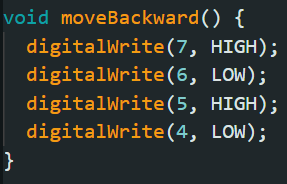 void moveBackward() {
  digitalWrite(7, HIGH);
  digitalWrite(6, LOW);
  digitalWrite(5, HIGH);
  digitalWrite(4, LOW);
}